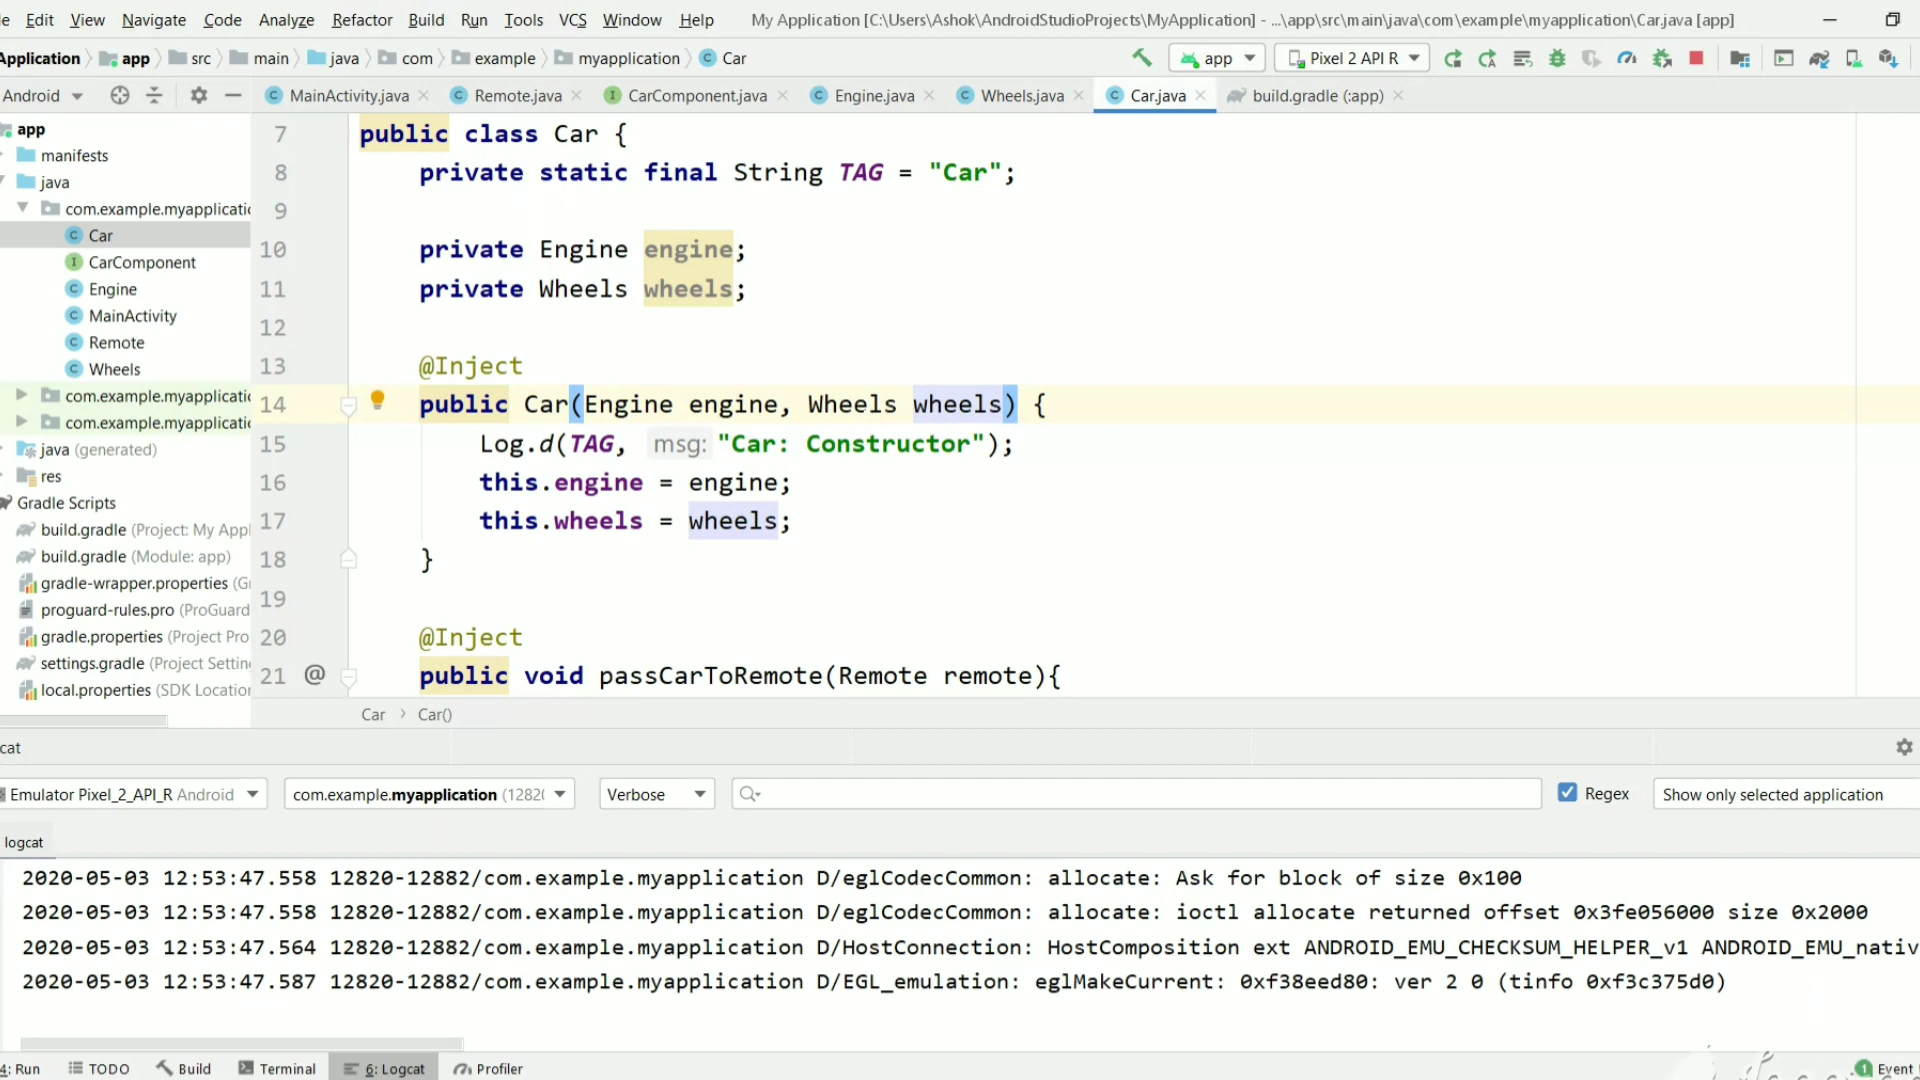 Edit View Navigate Code Analyze Refactor Build Run Tools VCS Window Help My Application [C:\Users\Ashok\AndroidStudioProjects\MyApplication] - ...\app\src\main\java\com\example\myapplication\Car.java [app]
Application app src main java com example myapplication Car app Pixel 2 API R
Android MainActivity.java Remote.java CarComponent.java Engine.java Wheels.java Car.java build.gradle (:app)
app
manifests
java
com.example.myapplicatio
Car
CarComponent
Engine
MainActivity
Remote
Wheels
com.example.myapplicatio
com.example.myapplicatio
java (generated)
res
Gradle Scripts
build.gradle (Project: My Appl
build.gradle (Module: app)
gradle-wrapper.properties (Gr
proguard-rules.pro (ProGuard
gradle.properties (Project Pro
settings.gradle (Project Settin
local.properties (SDK Location
7 public class Car {
8 private static final String TAG = "Car";
9
10 private Engine engine;
11 private Wheels wheels;
12
13 @Inject
14 public Car(Engine engine, Wheels wheels) {
15 Log.d(TAG, msg: "Car: Constructor");
16 this.engine = engine;
17 this.wheels = wheels;
18 }
19
20 @Inject
21 @ public void passCarToRemote(Remote remote){
Car › Car()
cat
Emulator Pixel_2_API_R Android com.example.myapplication (1282( Verbose Regex Show only selected application
logcat
2020-05-03 12:53:47.558 12820-12882/com.example.myapplication D/eglCodecCommon: allocate: Ask for block of size 0x100
2020-05-03 12:53:47.558 12820-12882/com.example.myapplication D/eglCodecCommon: allocate: ioctl allocate returned offset 0x3fe056000 size 0x2000
2020-05-03 12:53:47.564 12820-12882/com.example.myapplication D/HostConnection: HostComposition ext ANDROID_EMU_CHECKSUM_HELPER_v1 ANDROID_EMU_nativ
2020-05-03 12:53:47.587 12820-12882/com.example.myapplication D/EGL_emulation: eglMakeCurrent: 0xf38eed80: ver 2 0 (tinfo 0xf3c375d0)
4: Run TODO Build Terminal 6: Logcat Profiler 1 Event